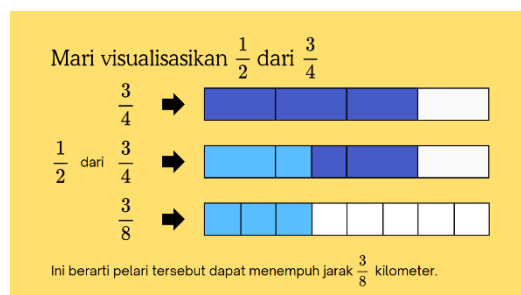 Mari visualisasikan 1/2 dari 3/4
3/4
1/2 dari 3/4
3/8
Ini berarti pelari tersebut dapat menempuh jarak 3/8 kilometer.